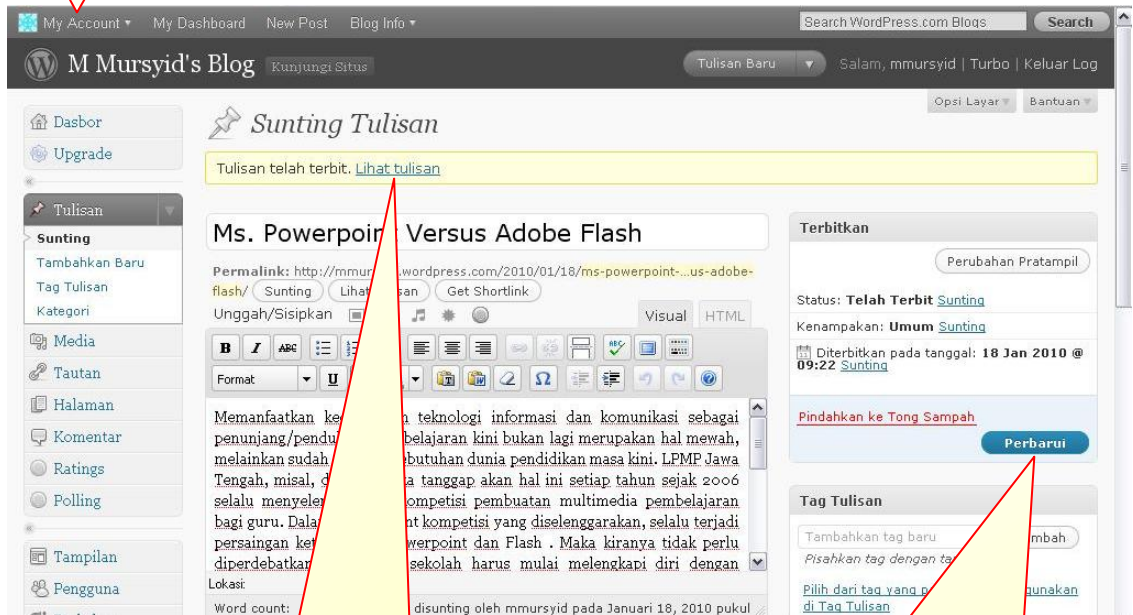 My Account My Dashboard New Post Blog Info Search WordPress.com Blogs Search
M Mursyid's Blog Kunjungi Situs Tulisan Baru Salam, mmursyid | Turbo | Keluar Log
Opsi Layar Bantuan
Dasbor
Upgrade
Tulisan
Sunting
Tambahkan Baru
Tag Tulisan
Kategori
Media
Tautan
Halaman
Komentar
Ratings
Polling
Tampilan
Pengguna
Sunting Tulisan
Tulisan telah terbit. Lihat tulisan
Ms. Powerpoint Versus Adobe Flash
Permalink: http://mmur wordpress.com/2010/01/18/ms-powerpoint-...us-adobe-
flash/ Sunting Lihat san Get Shortlink
Unggah/Sisipkan Visual HTML
B I ABC ABC
Format U Ω
Memanfaatkan teknologi informasi dan komunikasi sebagai
penunjang/pendu belajaran kini bukan lagi merupakan hal mewah,
melainkan sudah butuhan dunia pendidikan masa kini. LPMP Jawa
Tengah, misal, tanggap akan hal ini setiap tahun sejak 2006
selalu menyele ompetisi pembuatan multimedia pembelajaran
bagi guru. Dala nt kompetisi yang diselenggarakan, selalu terjadi
persaingan ket werpoint dan Flash . Maka kiranya tidak perlu
diperdebatkan sekolah harus mulai melengkapi diri dengan
Lokasi:
Word count: disunting oleh mmursyid pada Januari 18, 2010 pukul
Terbitkan
Perubahan Pratampil
Status: Telah Terbit Sunting
Kenampakan: Umum Sunting
Diterbitkan pada tanggal: 18 Jan 2010 @
09:22 Sunting
Pindahkan ke Tong Sampah
Perbarui
Tag Tulisan
Tambahkan tag baru mbah
Pisahkan tag dengan
Pilih dari tag yang gunakan
di Tag Tulisan